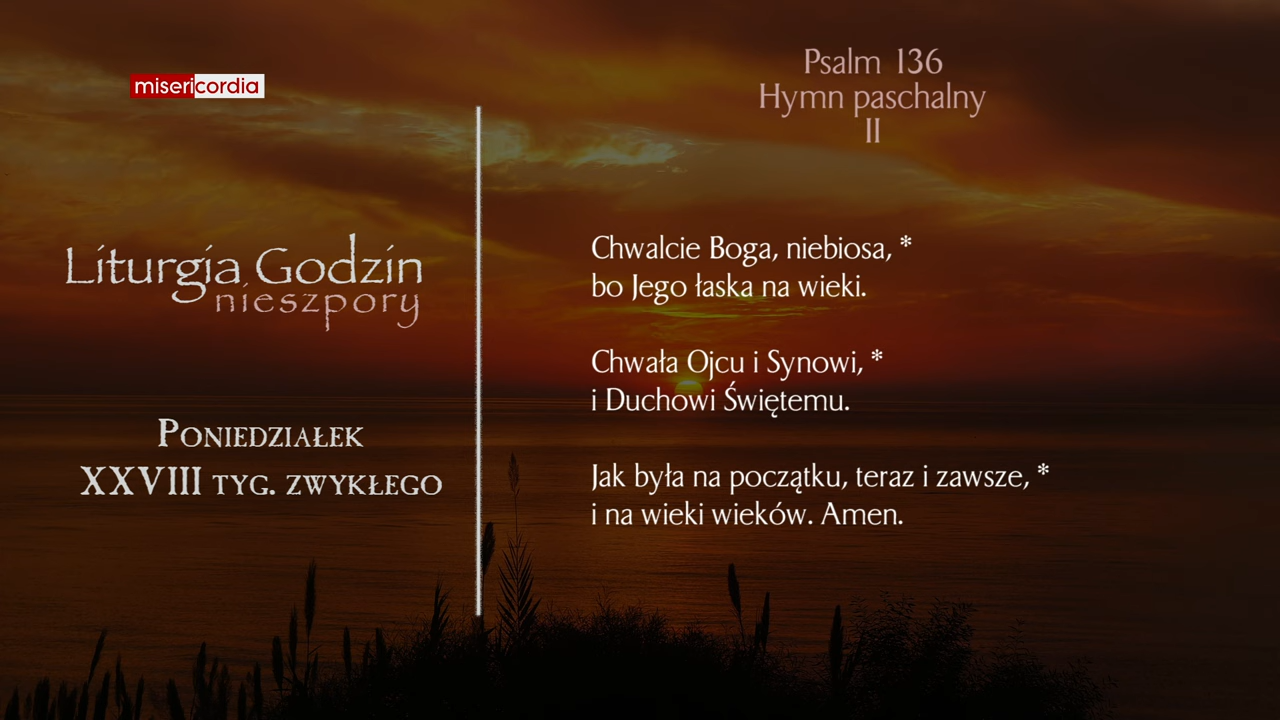 misericordia
Liturgia Godzin
nieszpory
Poniedziałek
XXVIII tyg. zwykłego
Psalm 136
Hymn paschalny
II
Chwalcie Boga, niebiosa, *
bo Jego łaska na wieki.
Chwała Ojcu i Synowi, *
i Duchowi Świętemu.
Jak była na początku, teraz i zawsze, *
i na wieki wieków. Amen.